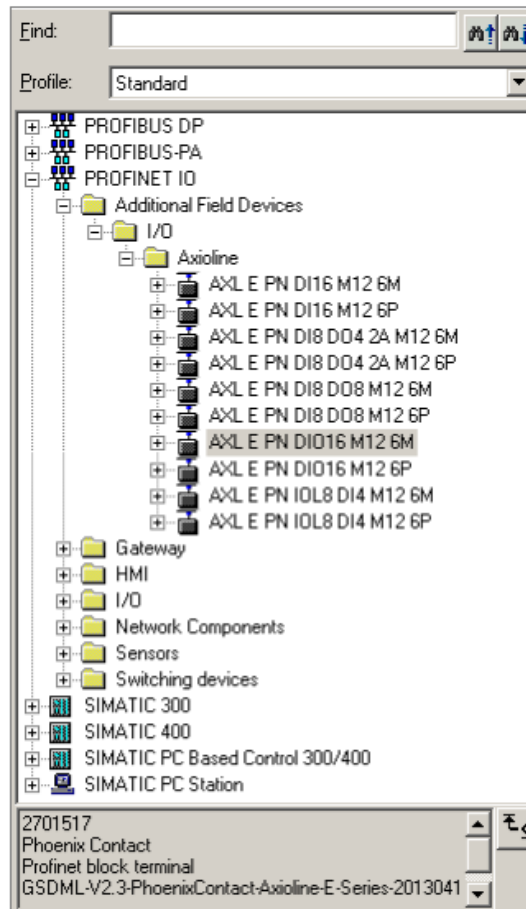 Find:
Profile: Standard
PROFIBUS DP
PROFIBUS-PA
PROFINET IO
Additional Field Devices
I/O
Axioline
AXL E PN DI16 M12 6M
AXL E PN DI16 M12 6P
AXL E PN DI8 DO4 2A M12 6M
AXL E PN DI8 DO4 2A M12 6P
AXL E PN DI8 DO8 M12 6M
AXL E PN DI8 DO8 M12 6P
AXL E PN DIO16 M12 6M
AXL E PN DIO16 M12 6P
AXL E PN IOL8 DI4 M12 6M
AXL E PN IOL8 DI4 M12 6P
Gateway
HMI
I/O
Network Components
Sensors
Switching devices
SIMATIC 300
SIMATIC 400
SIMATIC PC Based Control 300/400
SIMATIC PC Station
2701517
Phoenix Contact
Profinet block terminal
GSDML-V2.3-PhoenixContact-Axioline-E-Series-2013041